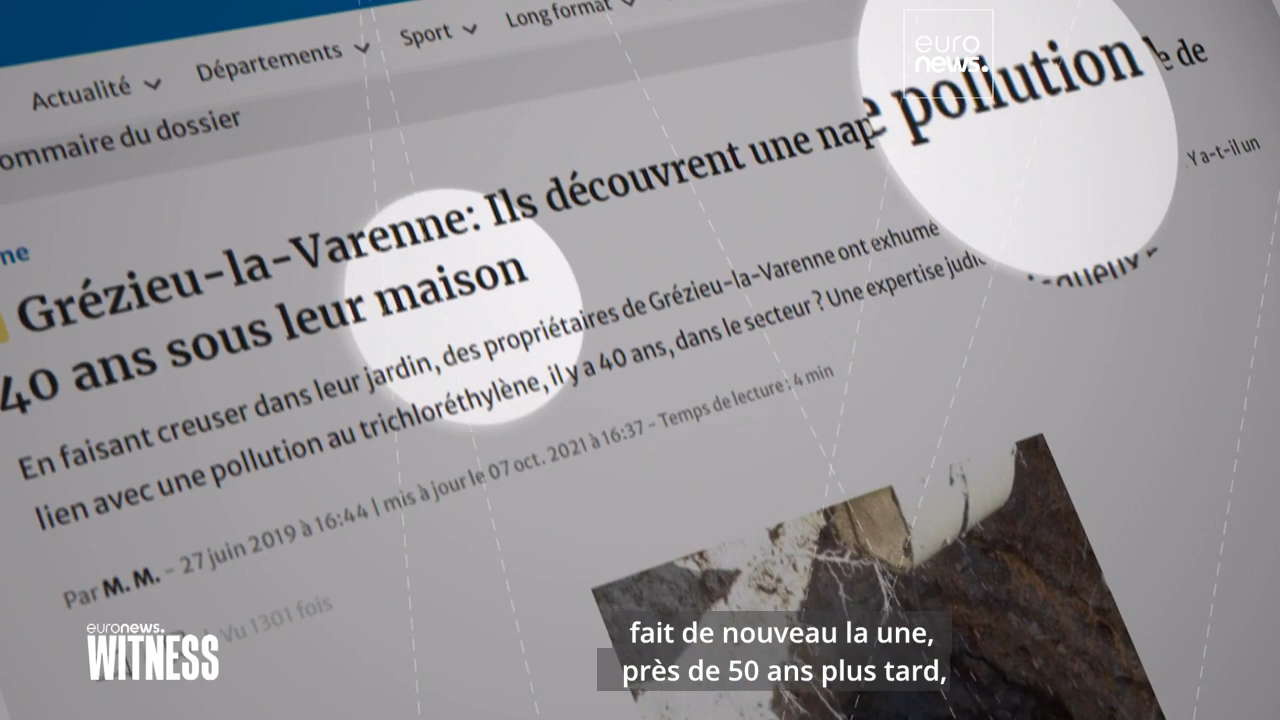 Actualité Départements Sport Long format
euro
news.
ommaire du dossier
ne
Grézieu-la-Varenne: Ils découvrent une nap
e pollution
e de
40 ans sous leur maison
En faisant creuser dans leur jardin, des propriétaires de Grézieu-la-Varenne ont exhumé
Y a-t-il un
lien avec une pollution au trichloréthylène, il y a 40 ans, dans le secteur ? Une expertise judic
Par M. M. - 27 juin 2019 à 16:44 | mis à jour le 07 oct. 2021 à 16:37 - Temps de lecture : 4 min
Vu 1301 fois
euronews.
WITNESS
fait de nouveau la une,
près de 50 ans plus tard,